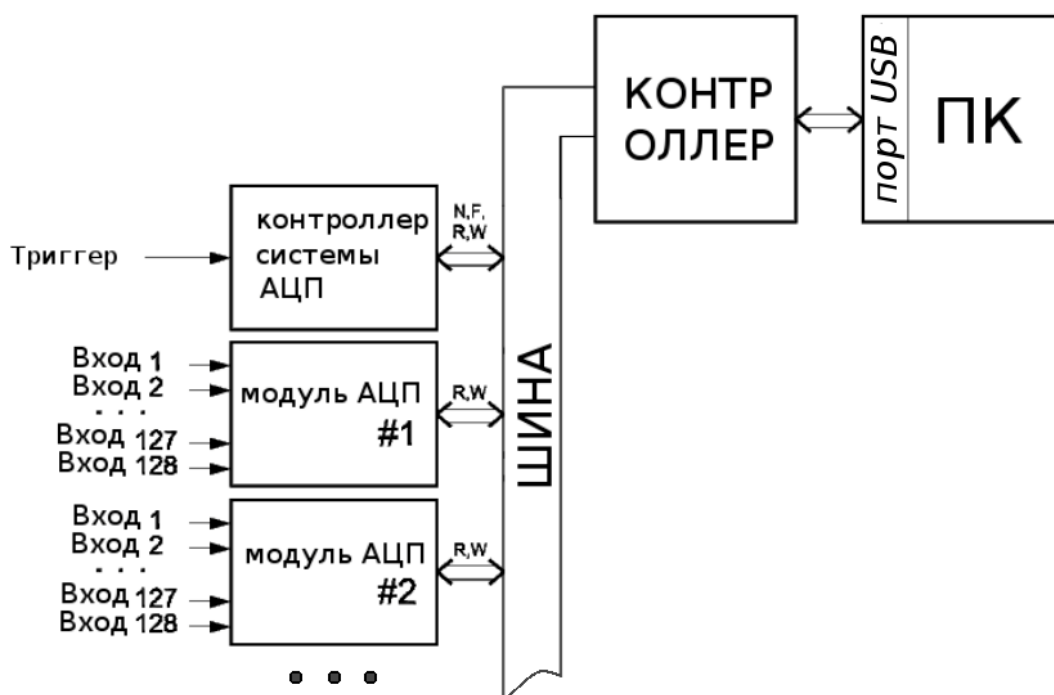 КОНТР
ОЛЛЕР
порт USB
ПК
контроллер
системы
АЦП
N,F,
R,W
Триггер
Вход 1
Вход 2
. . .
Вход 127
Вход 128
модуль АЦП
#1
R,W
ШИНА
Вход 1
Вход 2
. . .
Вход 127
Вход 128
модуль АЦП
#2
R,W